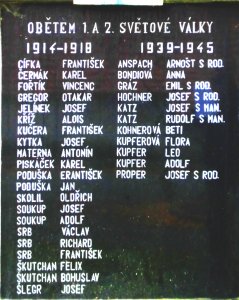 OBĚTEM 1. A 2. SVĚTOVÉ VÁLKY
1914-1918 1939-1945
ČÍFKA FRANTIŠEK ANSPACH ARNOŠT S ROD.
ČERMÁK KAREL BONDIOVÁ ANNA
FOŘTÍK VINCENC GRÁZ EMIL S ROD.
GREGOR OTAKAR HOCHNER JOSEF S ROD.
JELÍNEK JOSEF KATZ JOSEF S MAN.
KŘÍŽ ALOIS KATZ RUDOLF S MAN.
KUČERA FRANTIŠEK KOHNEROVÁ BETI
KYTKA JOSEF KUPFEROVÁ FLORA
MATERNA ANTONÍN KUPFER LEO
PISKÁČEK KAREL KUPFER ADOLF
PODUŠKA FRANTIŠEK PROPER JOSEF S ROD.
PODUŠKA JAN
SKOLIL OLDŘICH
SOUKUP JOSEF
SOUKUP ADOLF
SRB VÁCLAV
SRB RICHARD
SRB FRANTIŠEK
ŠKUTCHAN FELIX
ŠKUTCHAN BOHUSLAV
ŠLEGR JOSEF